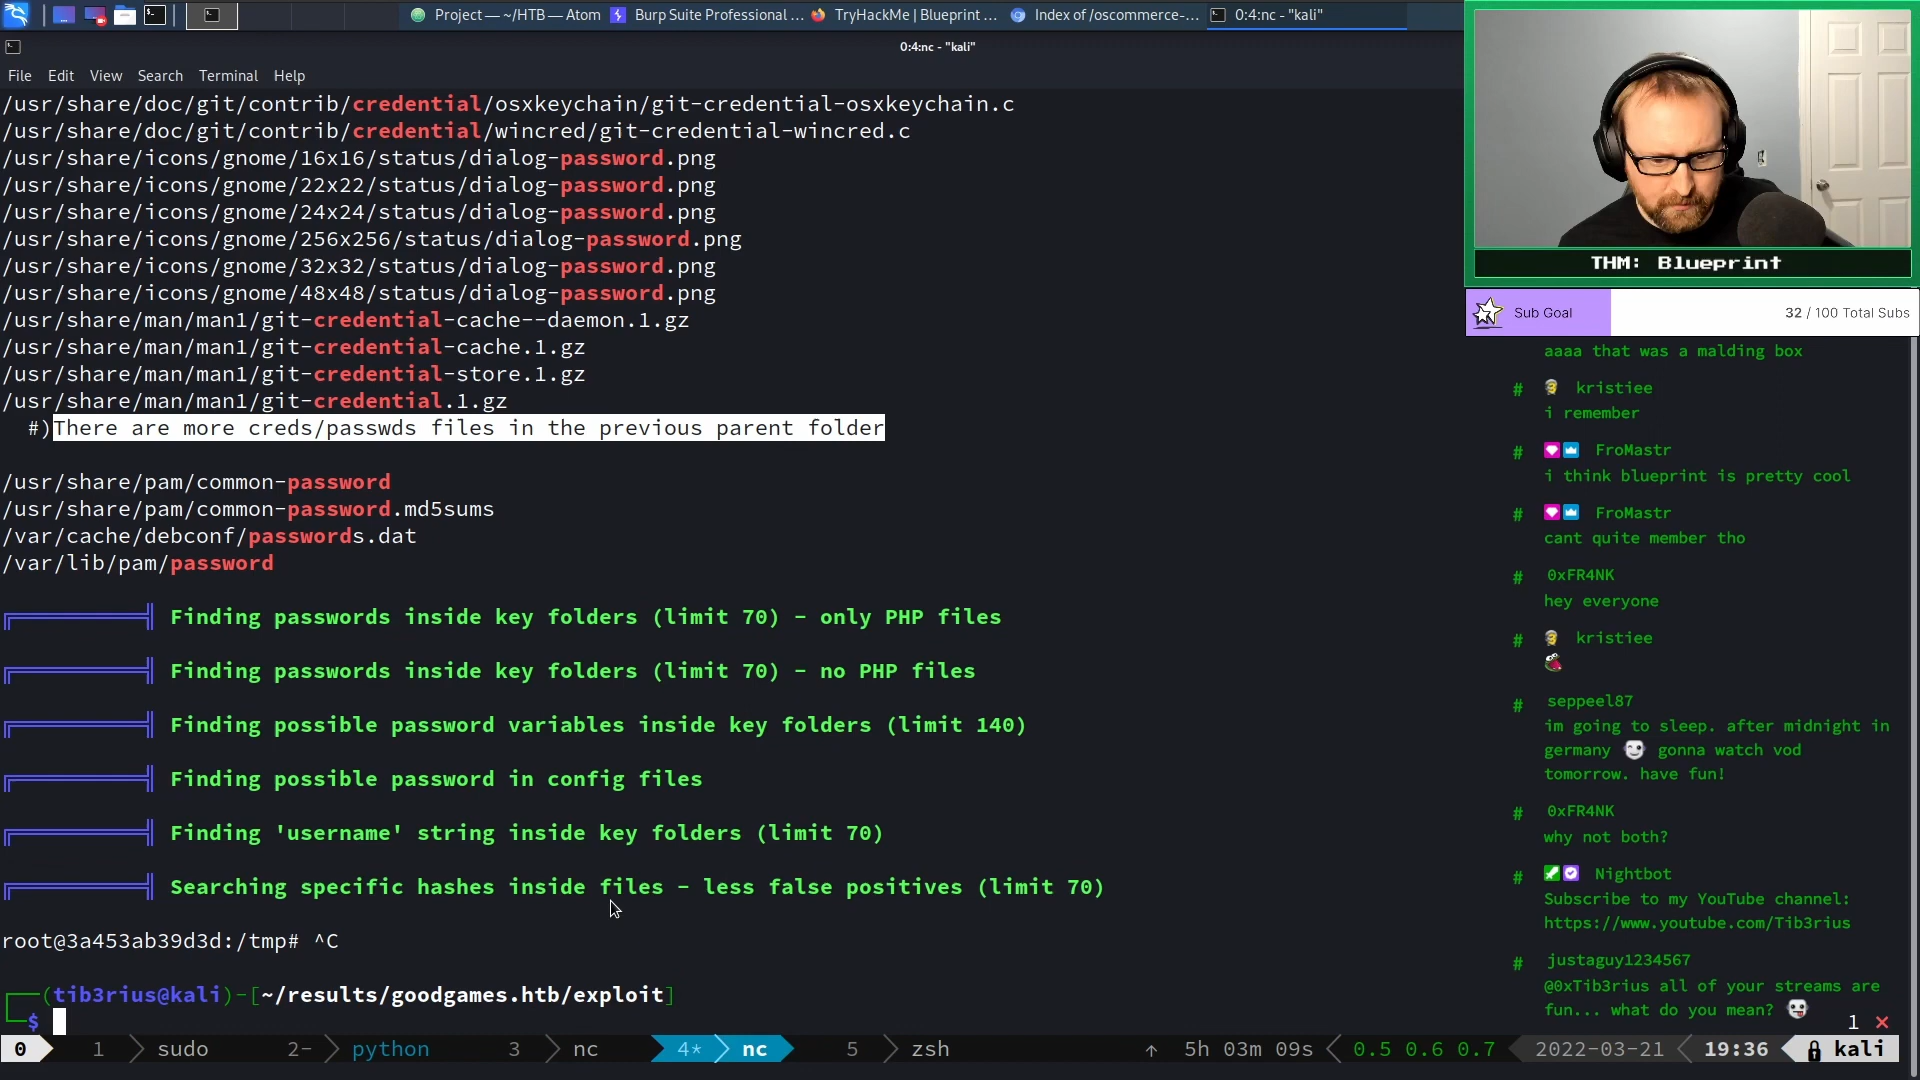 Project — ~/HTB — Atom
Burp Suite Professional ...
TryHackMe | Blueprint ...
Index of /oscommerce-...
0:4:nc - "kali"
0:4:nc - "kali"
File Edit View Search Terminal Help
/usr/share/doc/git/contrib/credential/osxkeychain/git-credential-osxkeychain.c
/usr/share/doc/git/contrib/credential/wincred/git-credential-wincred.c
/usr/share/icons/gnome/16x16/status/dialog-password.png
/usr/share/icons/gnome/22x22/status/dialog-password.png
/usr/share/icons/gnome/24x24/status/dialog-password.png
/usr/share/icons/gnome/256x256/status/dialog-password.png
/usr/share/icons/gnome/32x32/status/dialog-password.png
/usr/share/icons/gnome/48x48/status/dialog-password.png
/usr/share/man/man1/git-credential-cache--daemon.1.gz
/usr/share/man/man1/git-credential-cache.1.gz
/usr/share/man/man1/git-credential-store.1.gz
/usr/share/man/man1/git-credential.1.gz
#)There are more creds/passwds files in the previous parent folder
/usr/share/pam/common-password
/usr/share/pam/common-password.md5sums
/var/cache/debconf/passwords.dat
/var/lib/pam/password
Finding passwords inside key folders (limit 70) - only PHP files
Finding passwords inside key folders (limit 70) - no PHP files
Finding possible password variables inside key folders (limit 140)
Finding possible password in config files
Finding 'username' string inside key folders (limit 70)
Searching specific hashes inside files - less false positives (limit 70)
root@3a453ab39d3d:/tmp# ^C
(tib3rius@kali)-[~/results/goodgames.htb/exploit]
$
0 1 sudo 2- python 3 nc 4* nc 5 zsh ↑ 5h 03m 09s 0.5 0.6 0.7 2022-03-21 19:36 kali
THM: Blueprint
Sub Goal 32 / 100 Total Subs
aaaa that was a malding box
# kristiee
i remember
# FroMastr
i think blueprint is pretty cool
# FroMastr
cant quite member tho
# 0xFR4NK
hey everyone
# kristiee
# seppeel87
im going to sleep. after midnight in
germany gonna watch vod
tomorrow. have fun!
# 0xFR4NK
why not both?
# Nightbot
Subscribe to my YouTube channel:
https://www.youtube.com/Tib3rius
# justaguy1234567
@0xTib3rius all of your streams are
fun... what do you mean?
1 ×